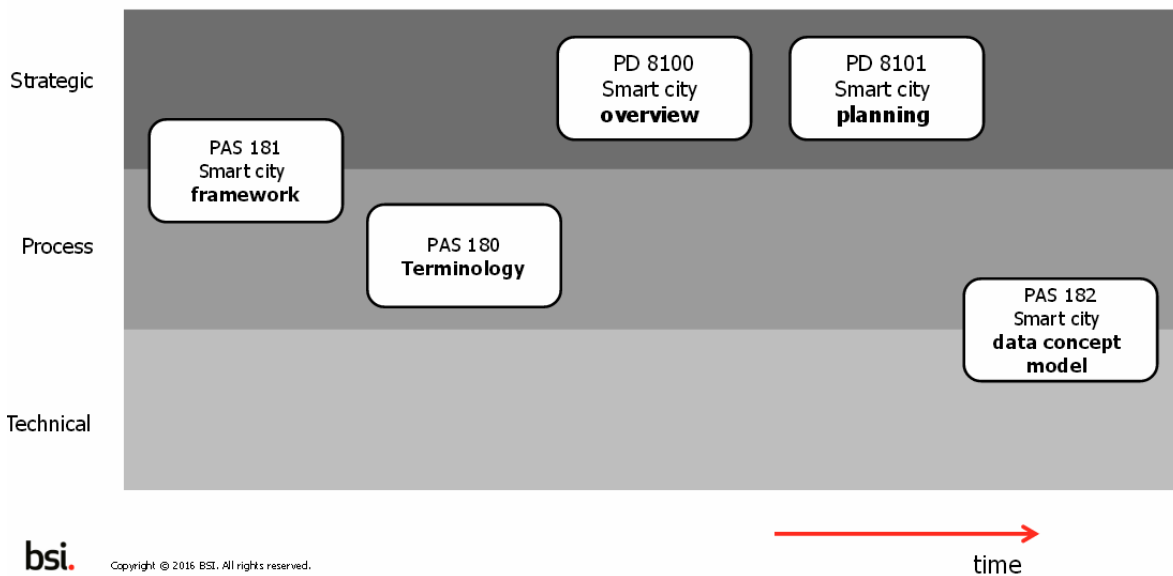 Strategic
PD 8100
Smart city
overview
PD 8101
Smart city
planning
PAS 181
Smart city
framework
Process
PAS 180
Terminology
PAS 182
Smart city
data concept
model
Technical
bsi.
Copyright © 2016 BSI. All rights reserved.
time